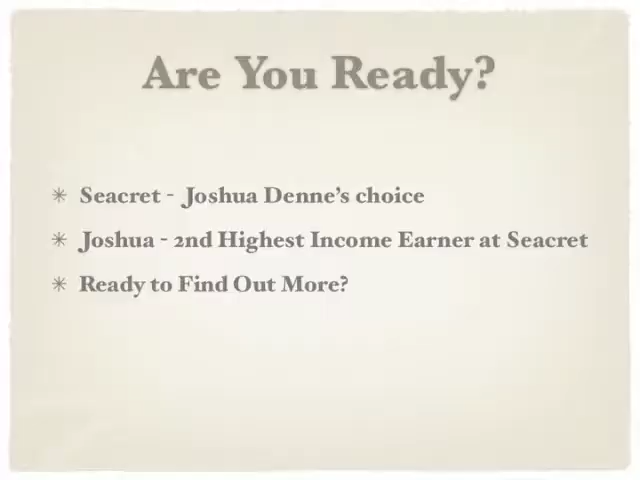 Are You Ready?
✴ Seacret - Joshua Denne's choice
✴ Joshua - 2nd Highest Income Earner at Seacret
✴ Ready to Find Out More?